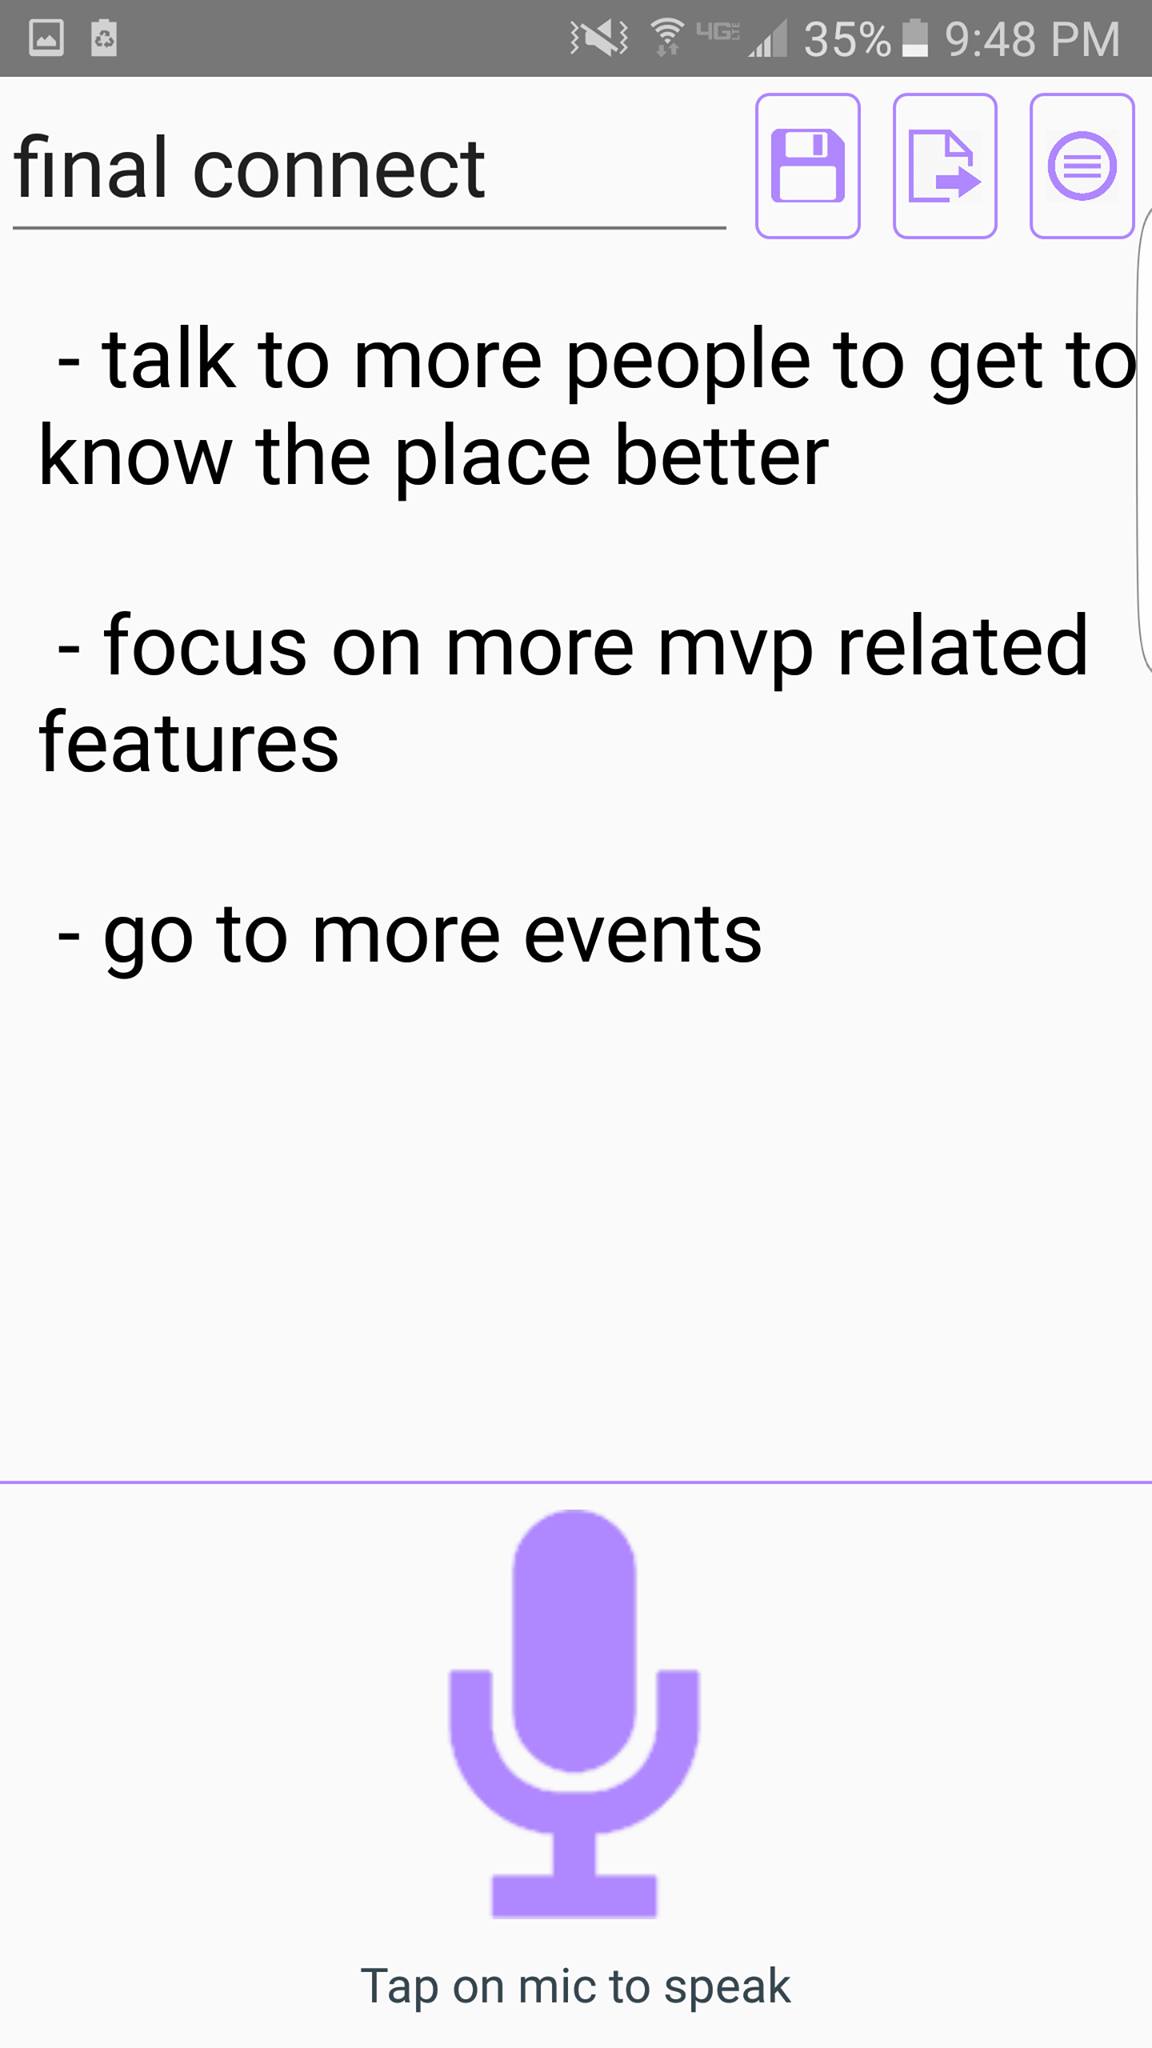 4G 35% 9:48 PM
final connect
- talk to more people to get to
know the place better
- focus on more mvp related
features
- go to more events
Tap on mic to speak